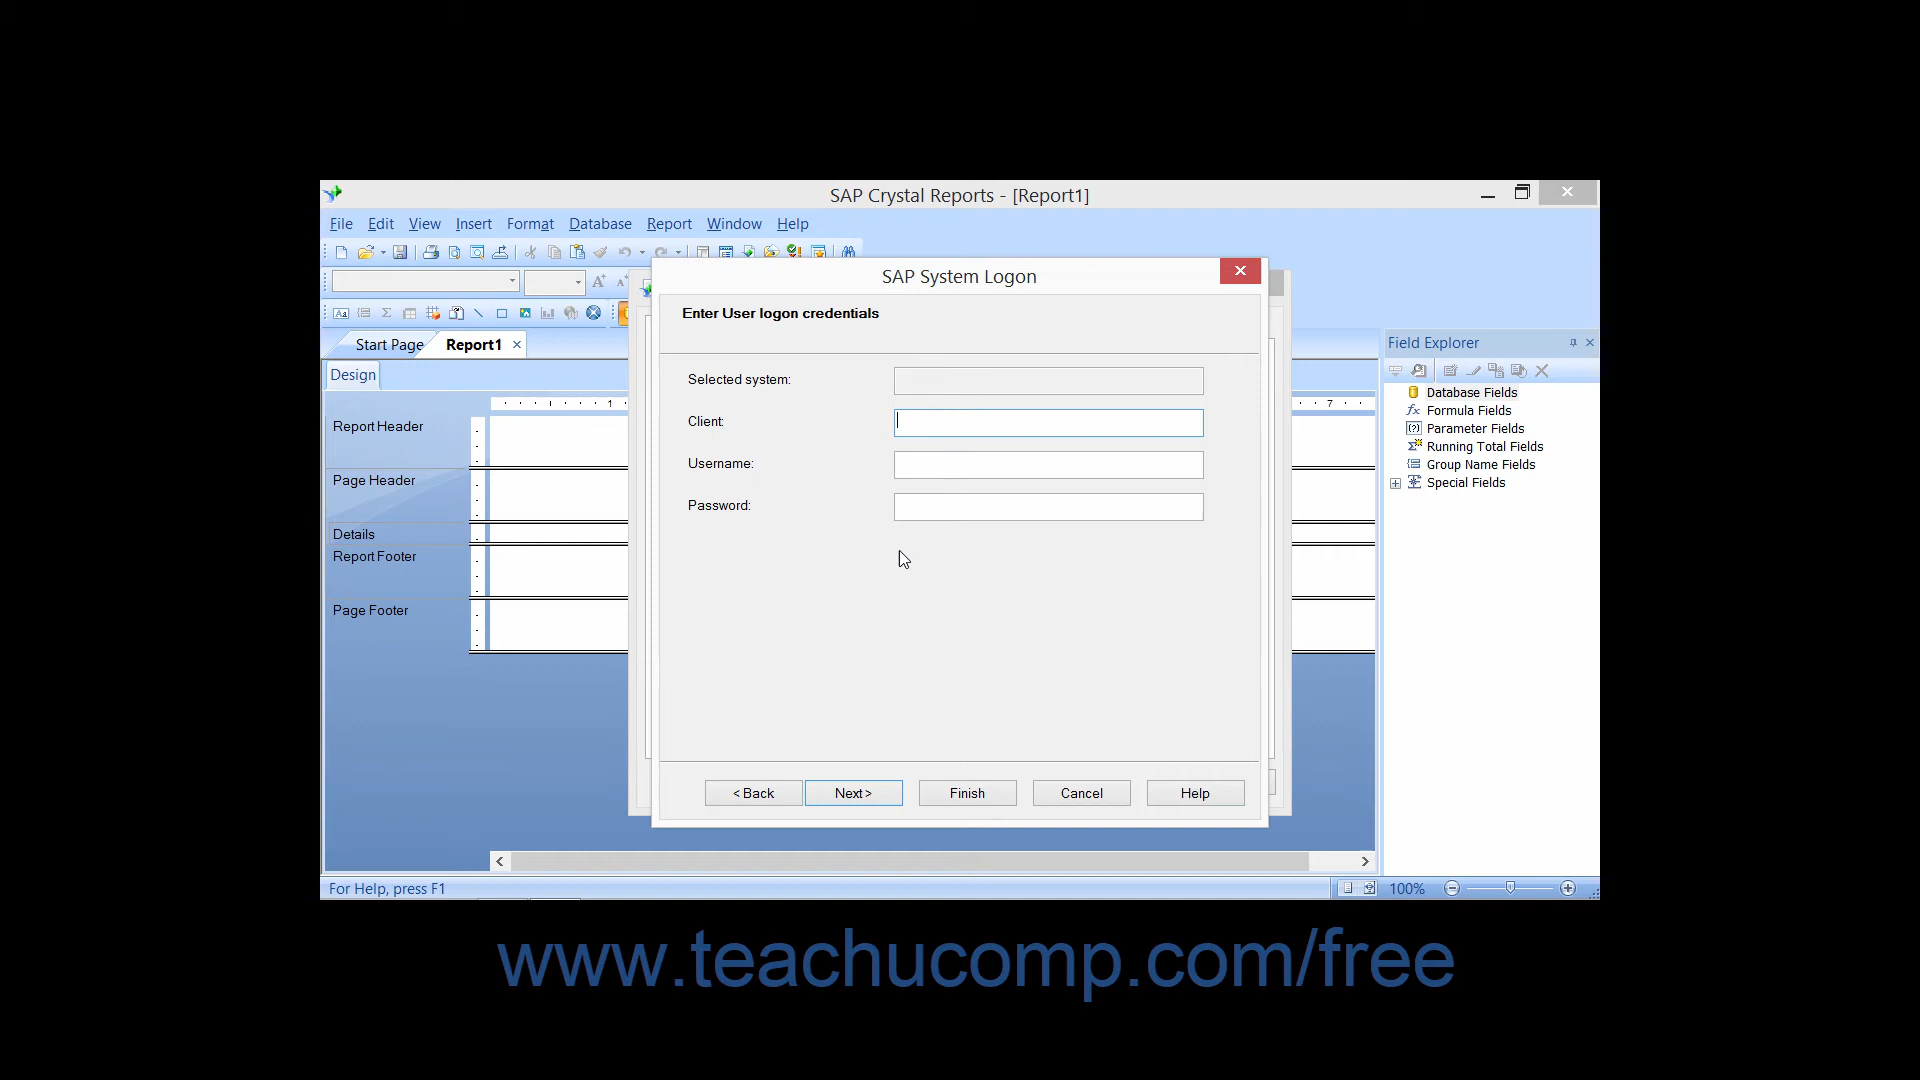 SAP Crystal Reports - [Report1]
File Edit View Insert Format Database Report Window Help
SAP System Logon
Enter User logon credentials
Start Page Report1
Field Explorer
Design
Selected system:
Client:
Username:
Password:
1
7
Report Header
Page Header
Details
Report Footer
Page Footer
Database Fields
Formula Fields
Parameter Fields
Running Total Fields
Group Name Fields
Special Fields
< Back Next > Finish Cancel Help
For Help, press F1
100%
www.teachucomp.com/free